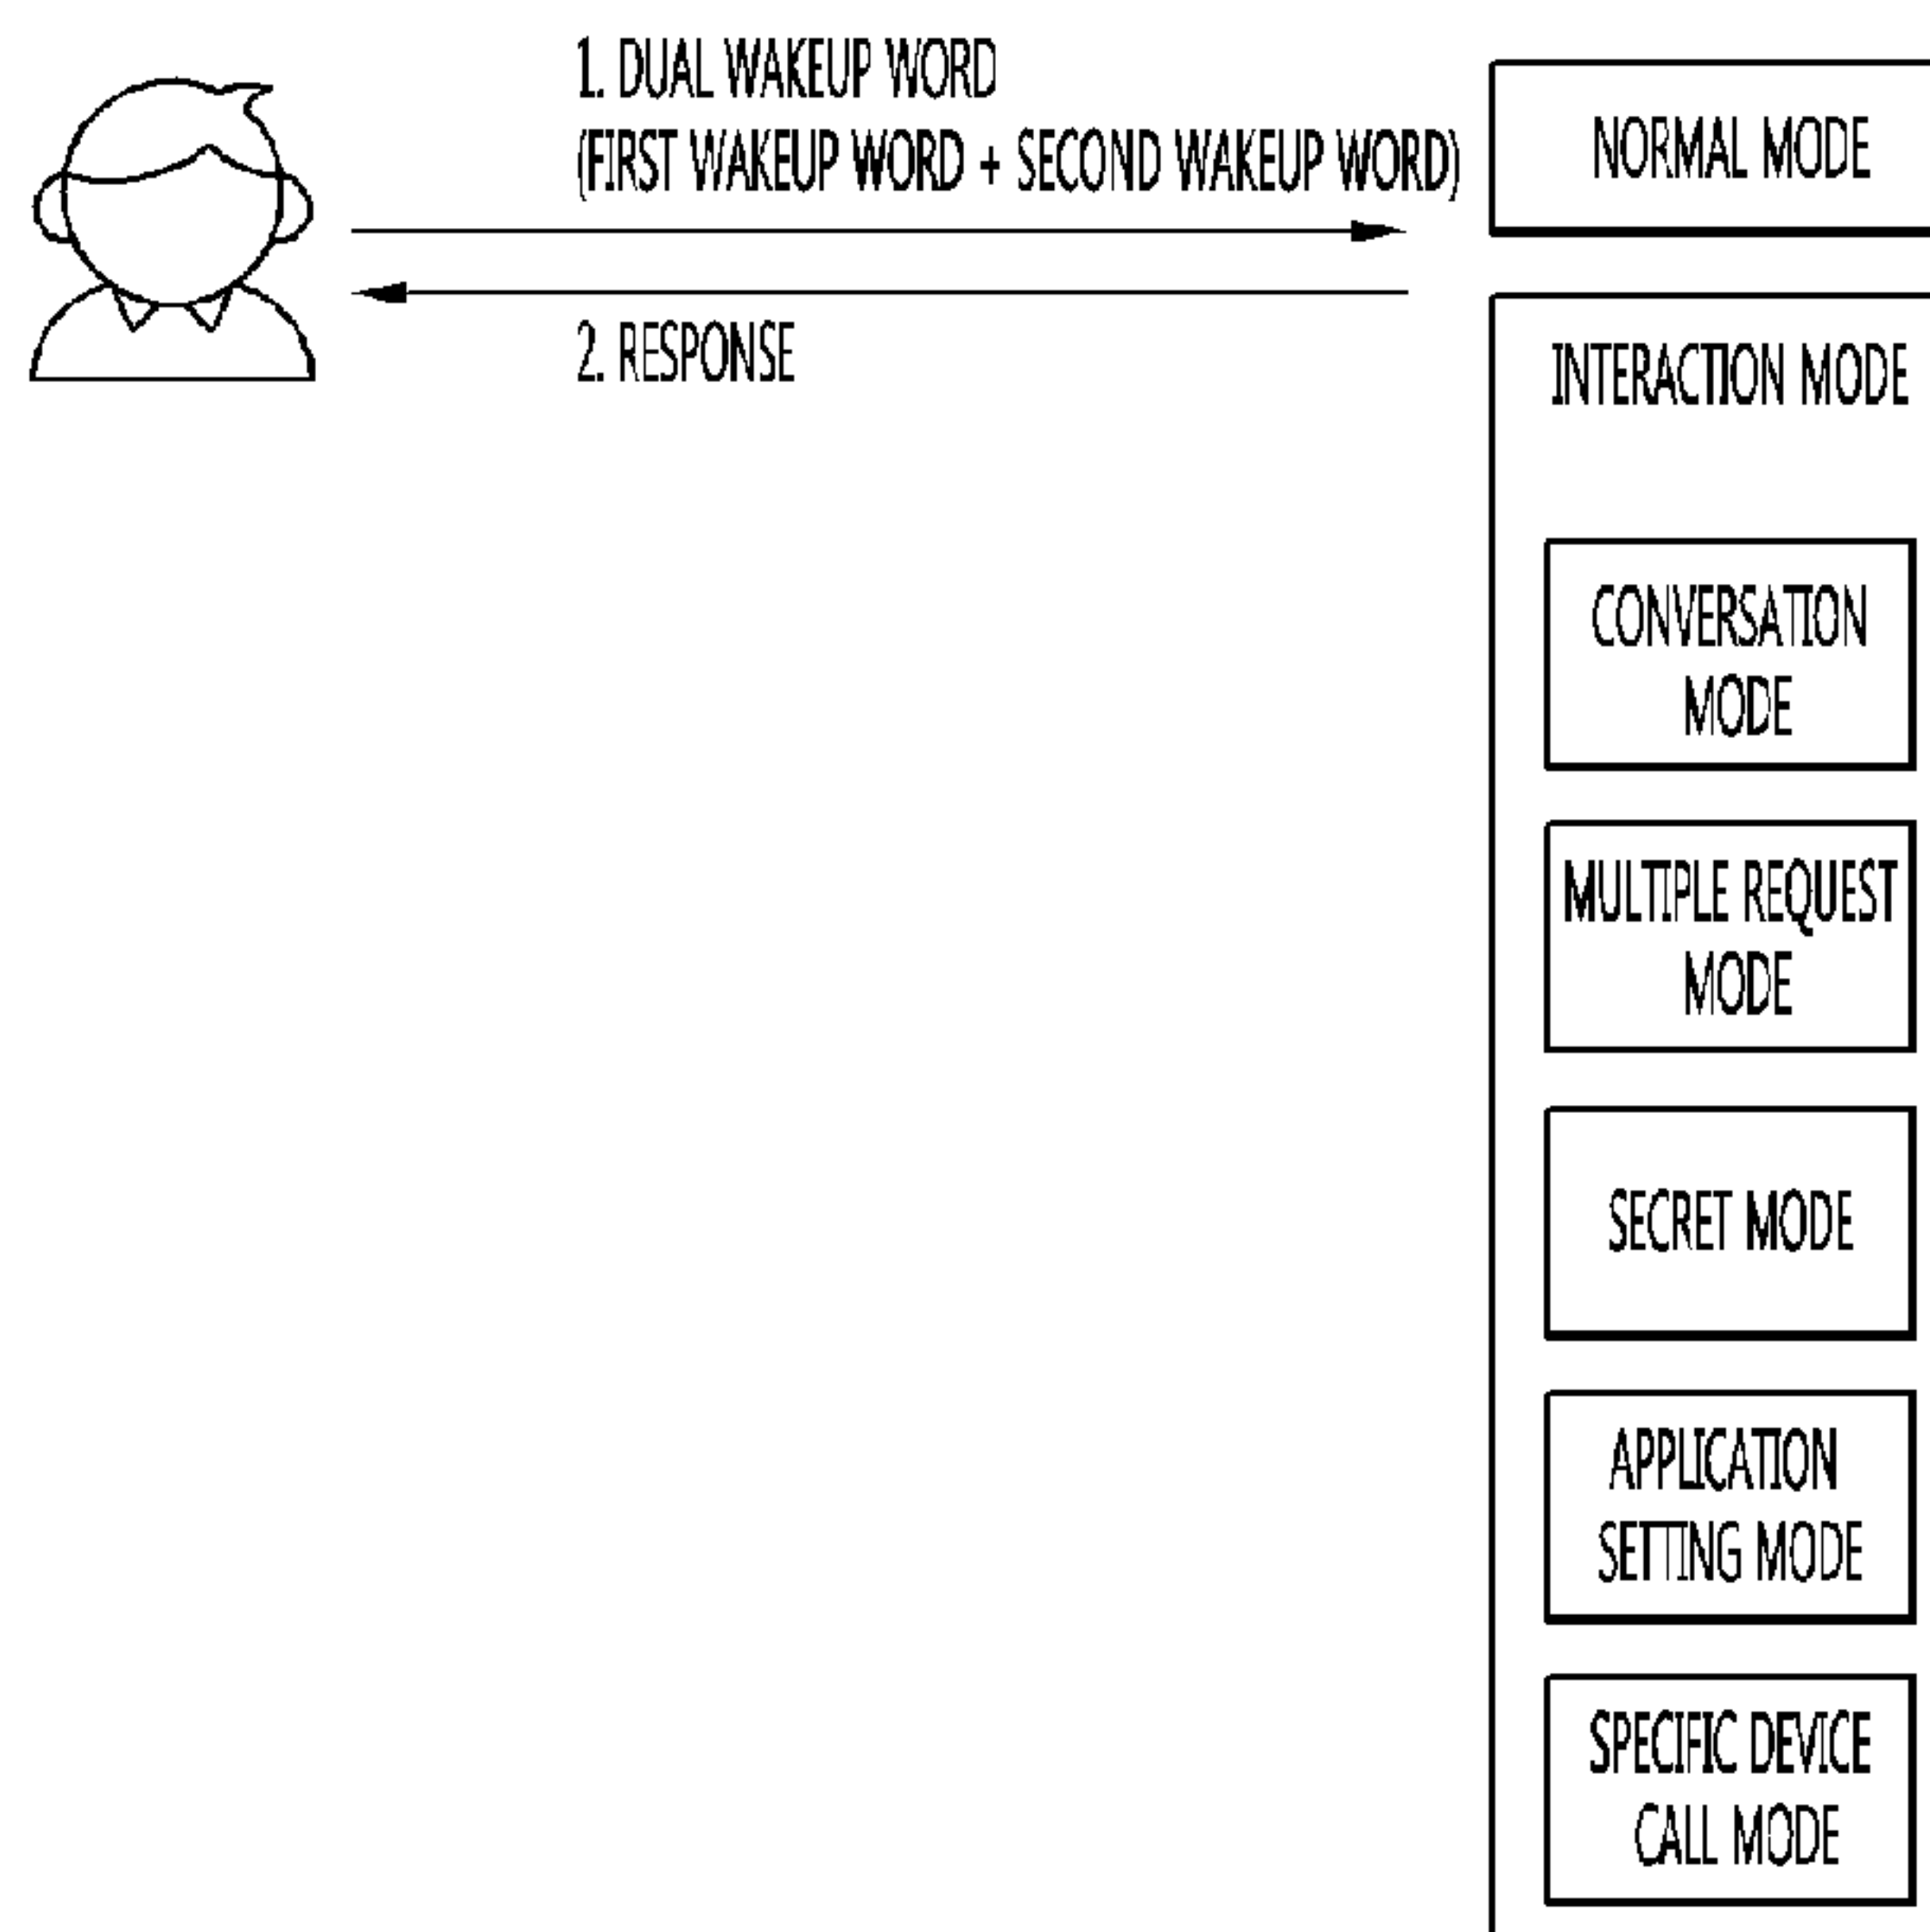 1. DUAL WAKEUP WORD
(FIRST WAKEUP WORD + SECOND WAKEUP WORD)
2. RESPONSE
NORMAL MODE
INTERACTION MODE
CONVERSATION
MODE
MULTIPLE REQUEST
MODE
SECRET MODE
APPLICATION
SETTING MODE
SPECIFIC DEVICE
CALL MODE